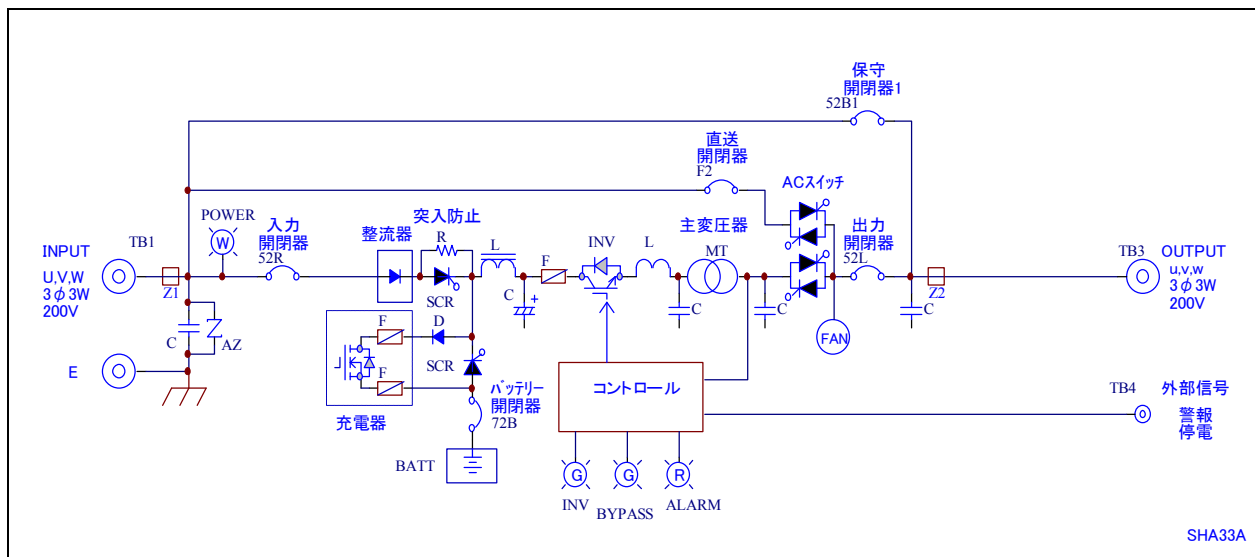 保守
開閉器1
52B1
直送
開閉器
F2
ACスイッチ
POWER
W
入力
開閉器
52R
整流器
突入防止
R
L
INV
L
主変圧器
MT
出力
開閉器
52L
INPUT
TB1
U,V,W
3φ3W
200V
Z1
SCR
F
C
+
C
C
Z2
C
TB3
OUTPUT
u,v,w
3φ3W
200V
FAN
C
AZ
E
F
D
SCR
F
充電器
バッテリー
開閉器
72B
BATT
コントロール
TB4
外部信号
警報
停電
G
G
R
INV
BYPASS
ALARM
SHA33A